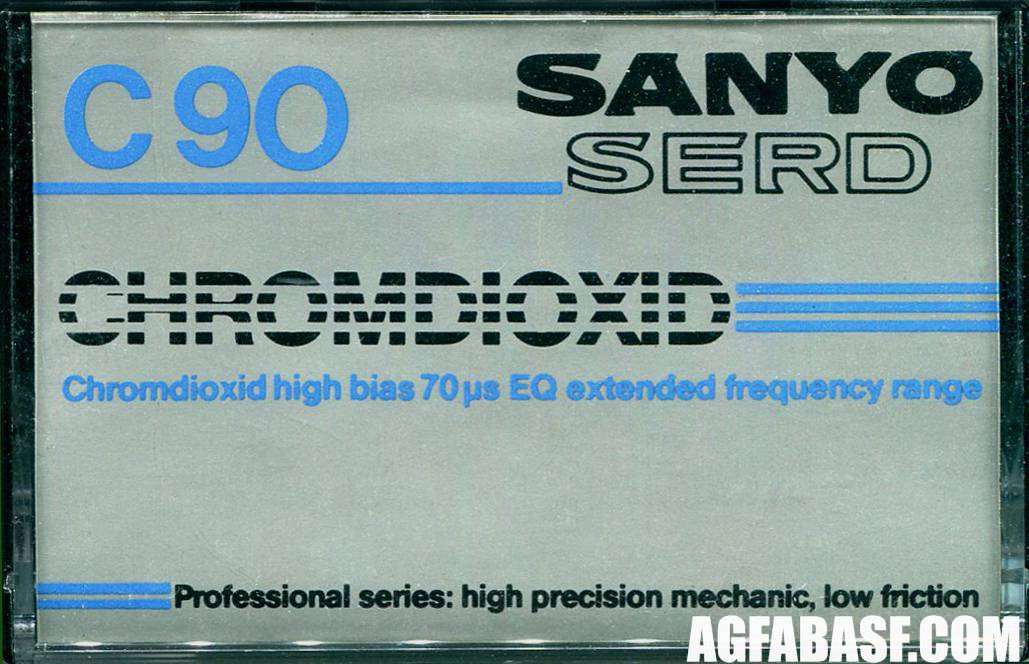 C90
SANYO
SERD
CHROMDIOXID
Chromdioxid high bias 70 µs EQ extended frequency range
Professional series: high precision mechanic, low friction
AGFABASF.COM